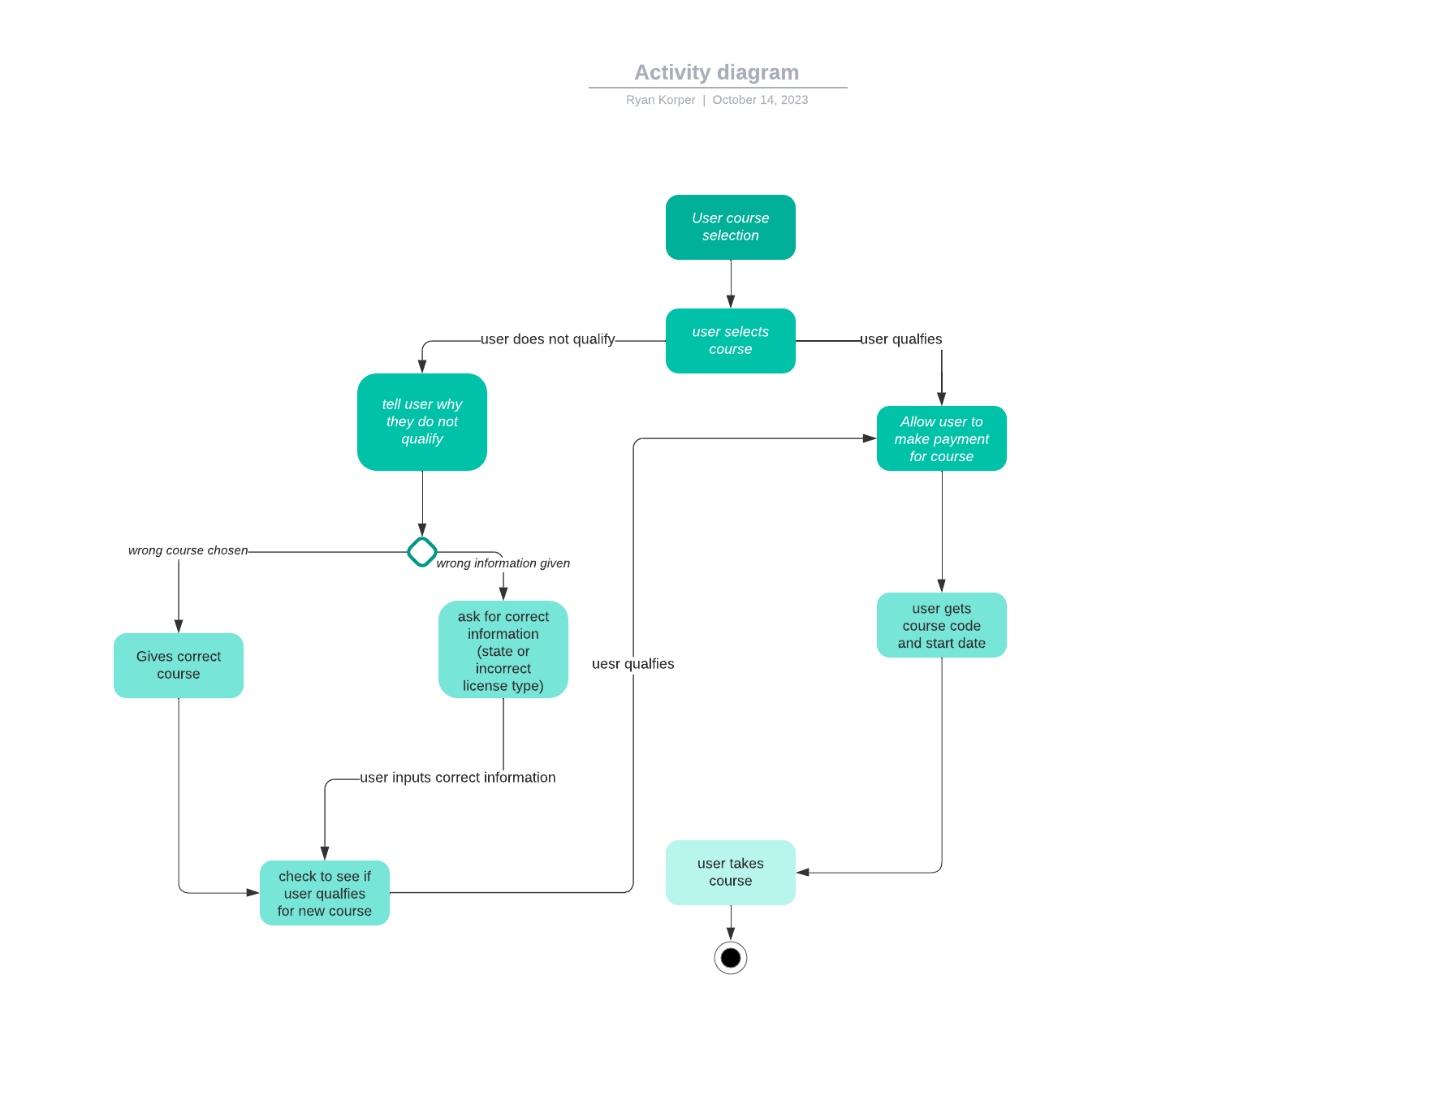 Activity diagram
Ryan Korper | October 14, 2023
User course
selection
user selects
course
user does not qualify
user qualfies
tell user why
they do not
qualify
Allow user to
make payment
for course
wrong course chosen
wrong information given
Gives correct
course
ask for correct
information
(state or
incorrect
license type)
user gets
course code
and start date
uesr qualfies
user inputs correct information
check to see if
user qualfies
for new course
user takes
course